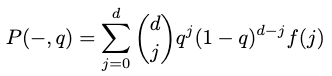 P(−, q) = \sum_{j=0}^{d} \binom{d}{j} q^j (1 − q)^{d−j} f(j)